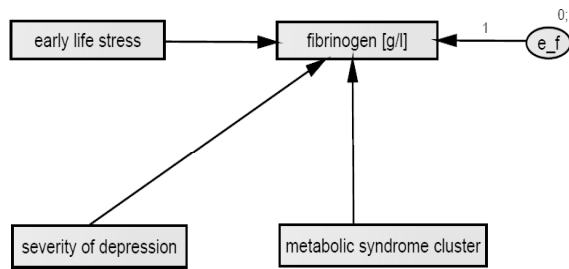 0;
early life stress
fibrinogen [g/l]
1
e_f
severity of depression
metabolic syndrome cluster